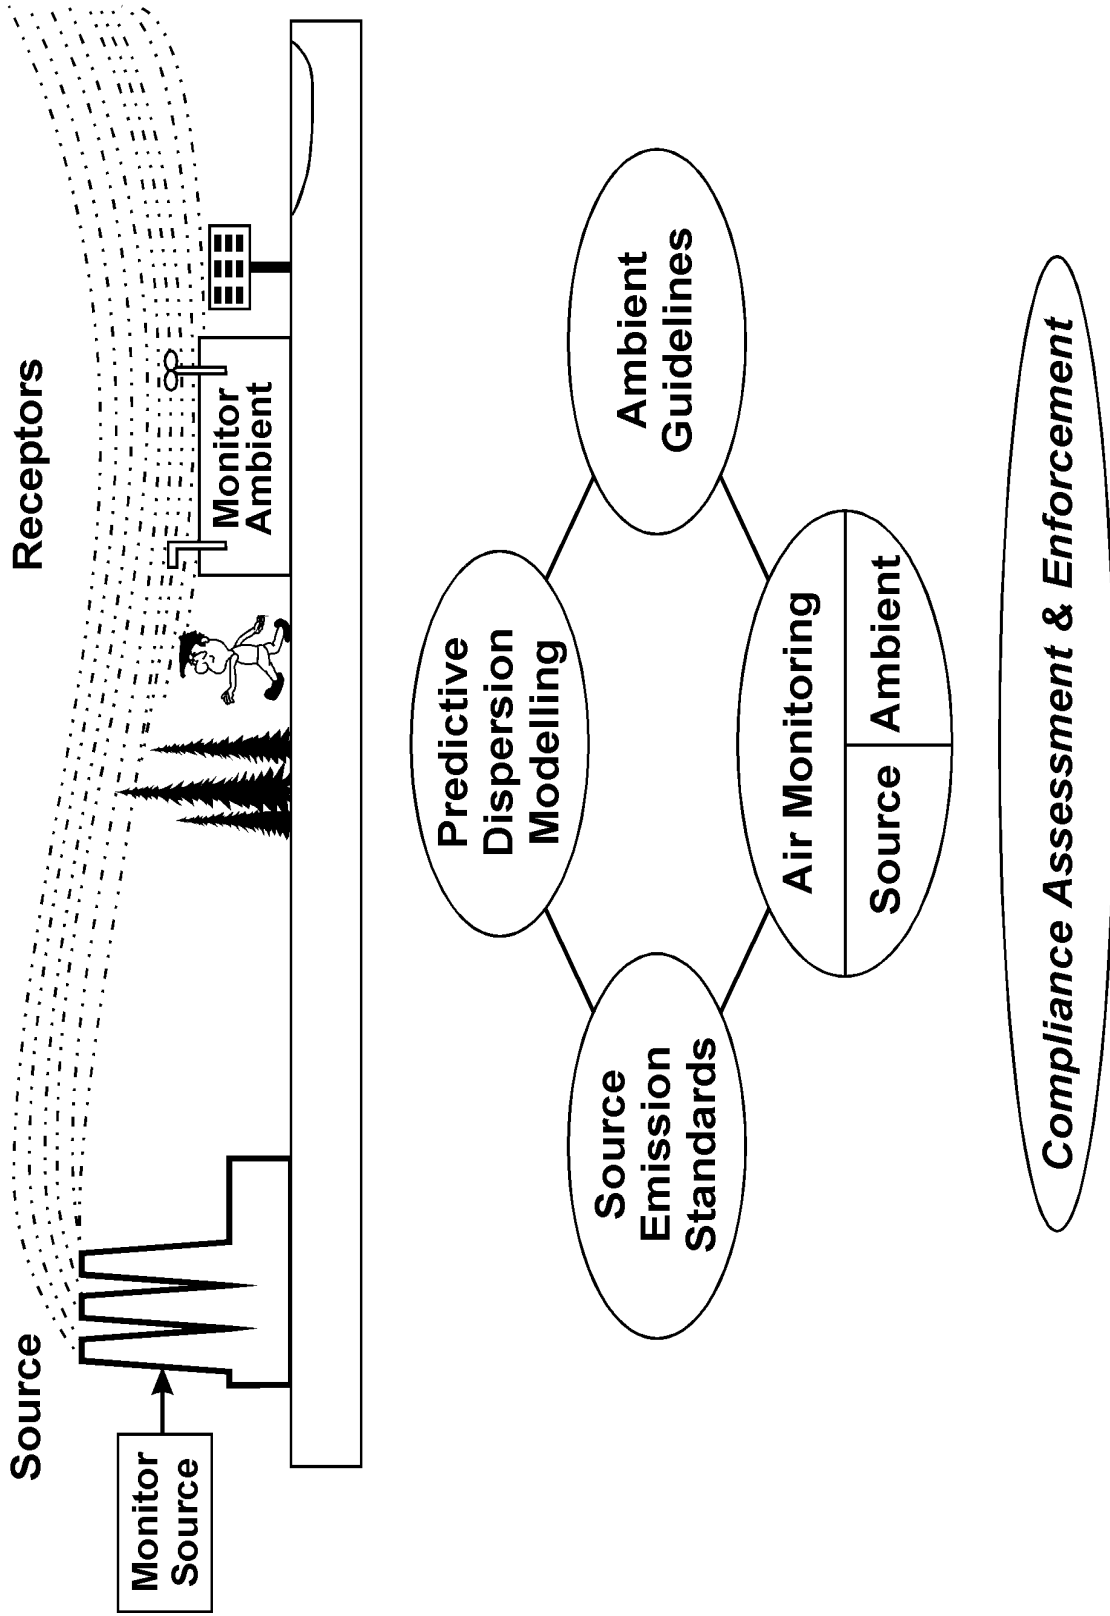 Source
Receptors
Monitor
Source
Monitor
Ambient
Predictive
Dispersion
Modelling
Source
Emission
Standards
Ambient
Guidelines
Air Monitoring
Source
Ambient
Compliance Assessment & Enforcement